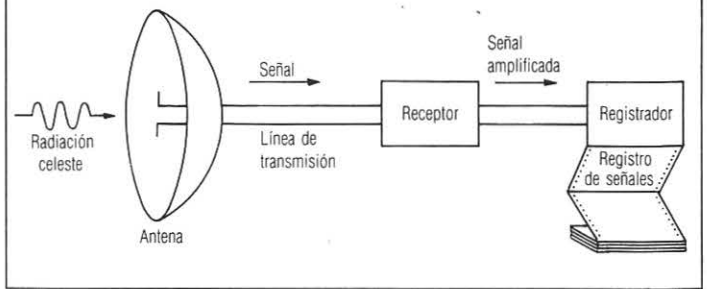 Radiación
celeste
Antena
Señal
Línea de
transmisión
Receptor
Señal
amplificada
Registrador
Registro
de señales